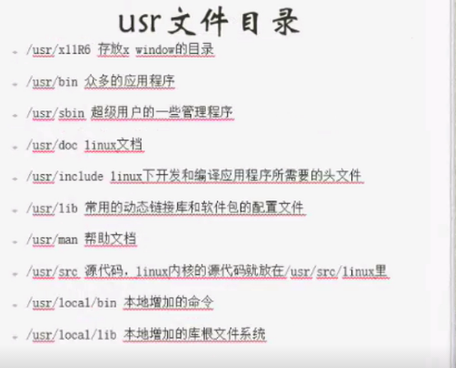 usr文件目录
/usr/x11R6 存放x window的目录
/usr/bin 众多的应用程序
/usr/sbin 超级用户的一些管理程序
/usr/doc linux文档
/usr/include linux下开发和编译应用程序所需要的头文件
/usr/lib 常用的动态链接库和软件包的配置文件
/usr/man 帮助文档
/usr/src 源代码，linux内核的源代码就放在/usr/src/linux里
/usr/local/bin 本地增加的命令
/usr/local/lib 本地增加的库根文件系统